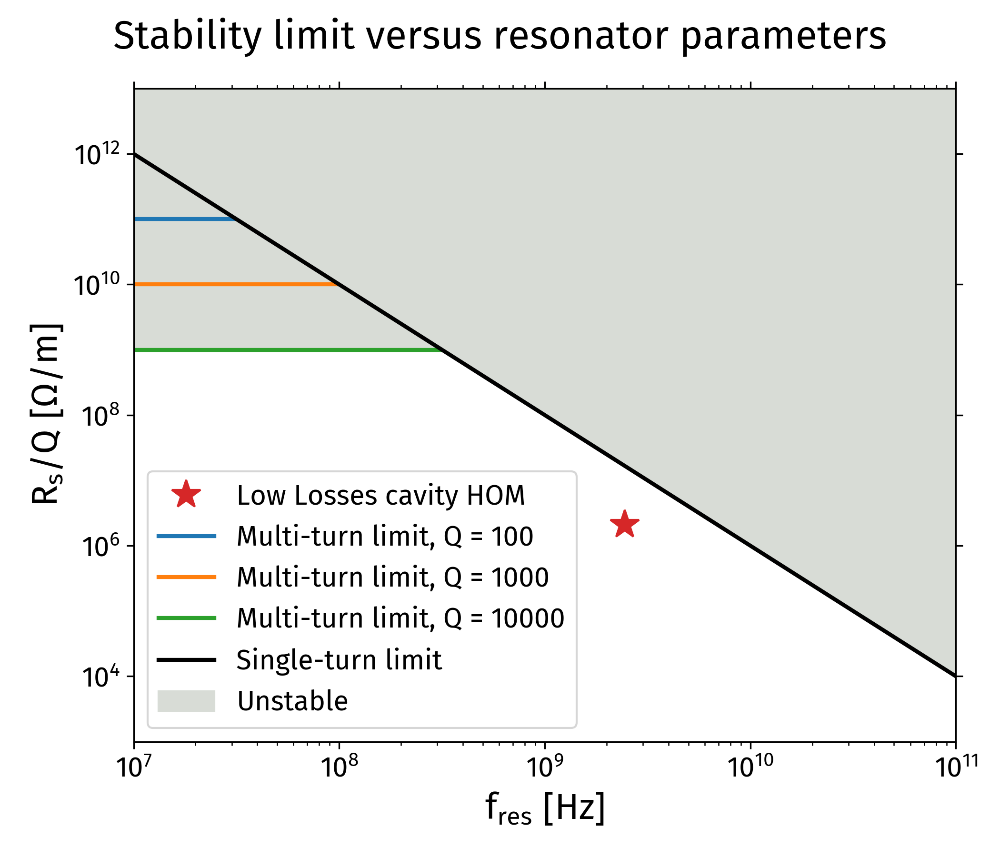 Stability limit versus resonator parameters
R_s/Q [Ω/m]
10^12
10^10
10^8
10^6
10^4
Low Losses cavity HOM
Multi-turn limit, Q = 100
Multi-turn limit, Q = 1000
Multi-turn limit, Q = 10000
Single-turn limit
Unstable
10^7 10^8 10^9 10^10 10^11
f_res [Hz]